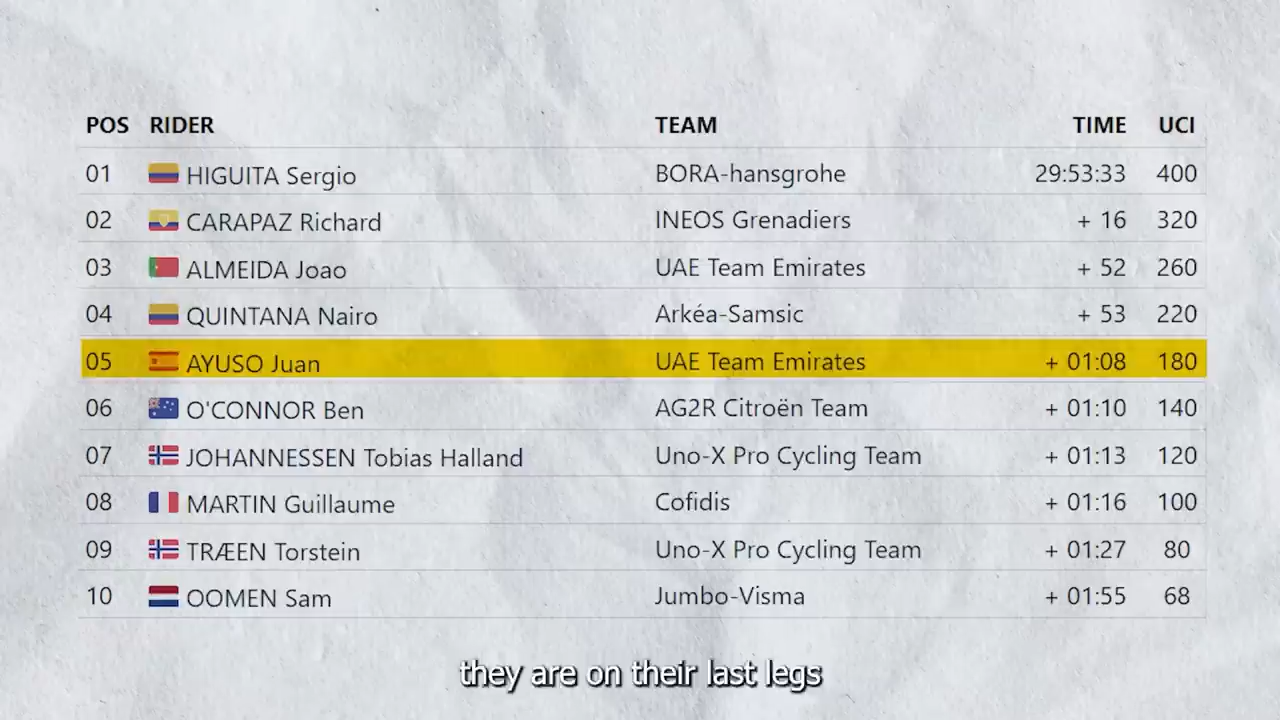 POS RIDER TEAM TIME UCI
01 HIGUITA Sergio BORA-hansgrohe 29:53:33 400
02 CARAPAZ Richard INEOS Grenadiers + 16 320
03 ALMEIDA Joao UAE Team Emirates + 52 260
04 QUINTANA Nairo Arkéa-Samsic + 53 220
05 AYUSO Juan UAE Team Emirates + 01:08 180
06 O'CONNOR Ben AG2R Citroën Team + 01:10 140
07 JOHANNESSEN Tobias Halland Uno-X Pro Cycling Team + 01:13 120
08 MARTIN Guillaume Cofidis + 01:16 100
09 TRÆEN Torstein Uno-X Pro Cycling Team + 01:27 80
10 OOMEN Sam Jumbo-Visma + 01:55 68
they are on their last legs